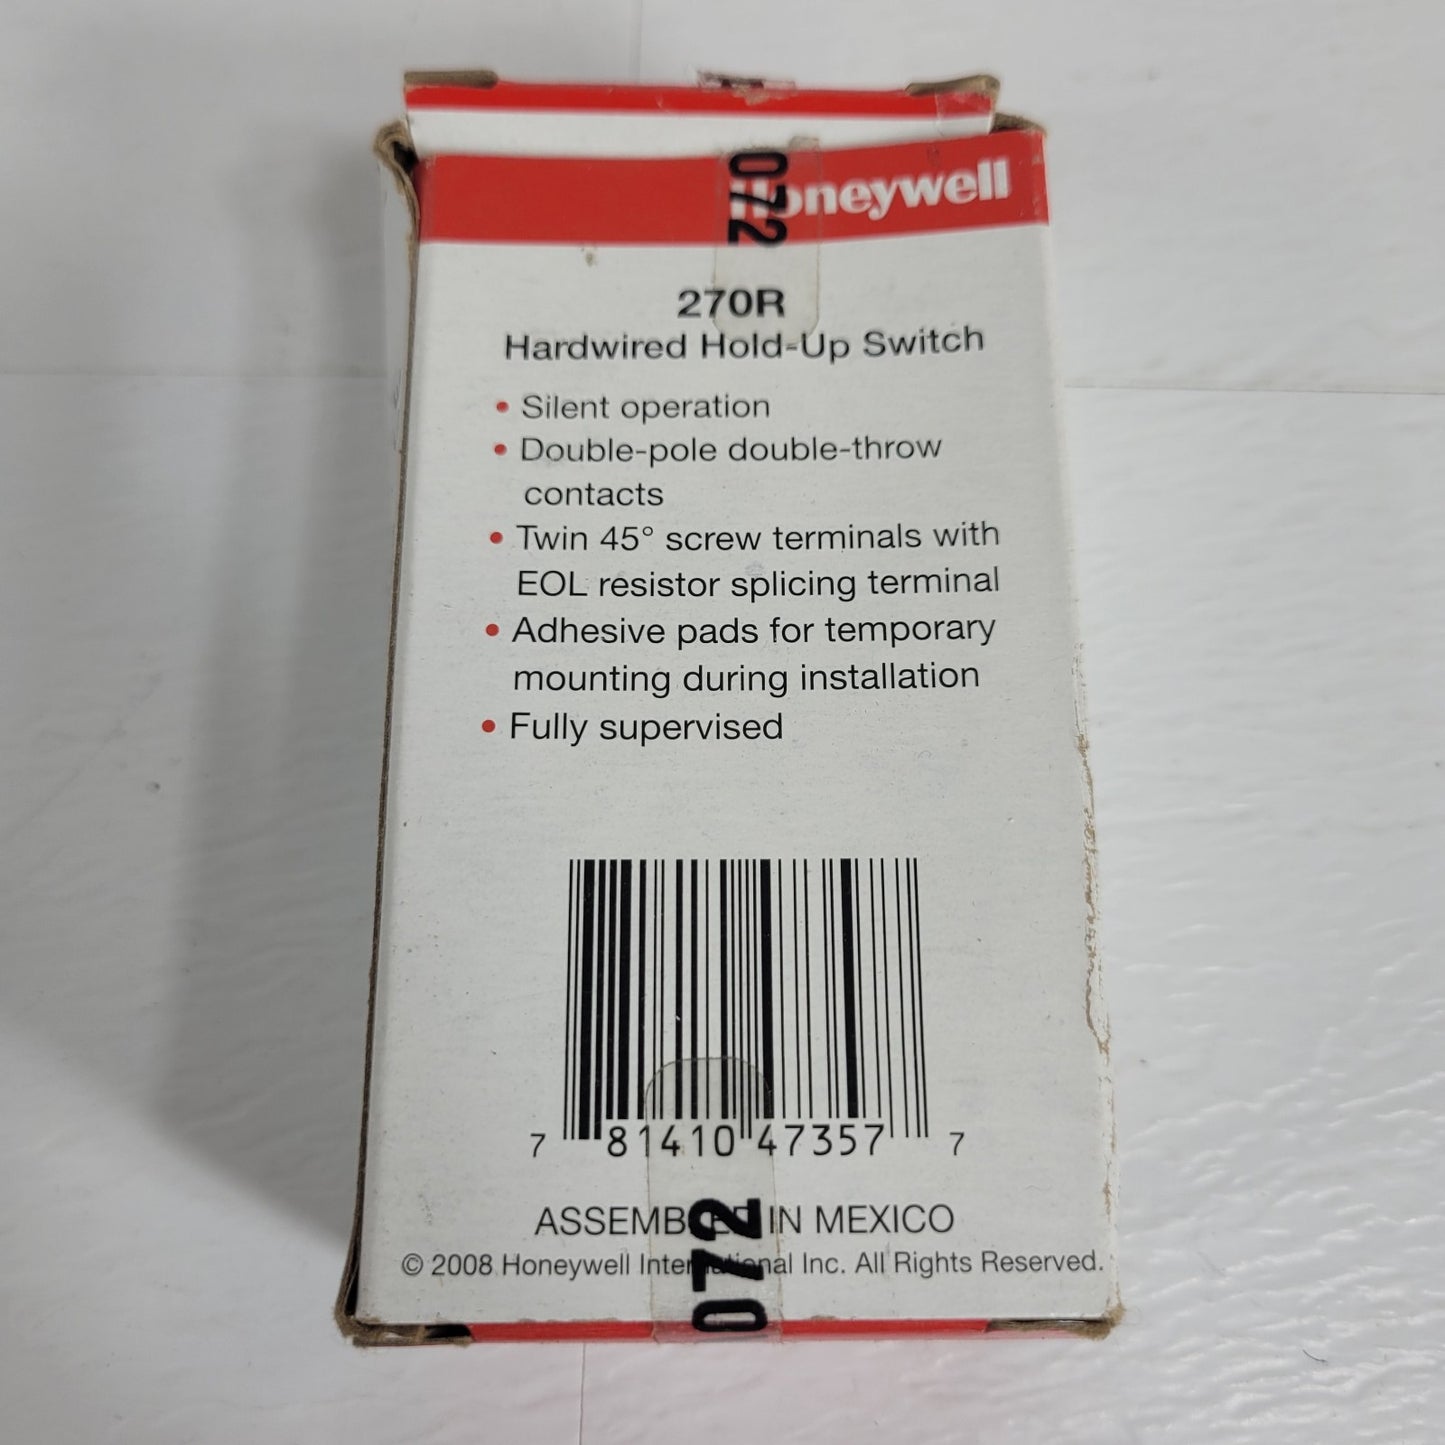 072
Honeywell
270R
Hardwired Hold-Up Switch
• Silent operation
• Double-pole double-throw
contacts
• Twin 45° screw terminals with
EOL resistor splicing terminal
• Adhesive pads for temporary
mounting during installation
• Fully supervised
7 81410 47357 7
ASSEMBLED IN MEXICO
© 2008 Honeywell International Inc. All Rights Reserved.
072